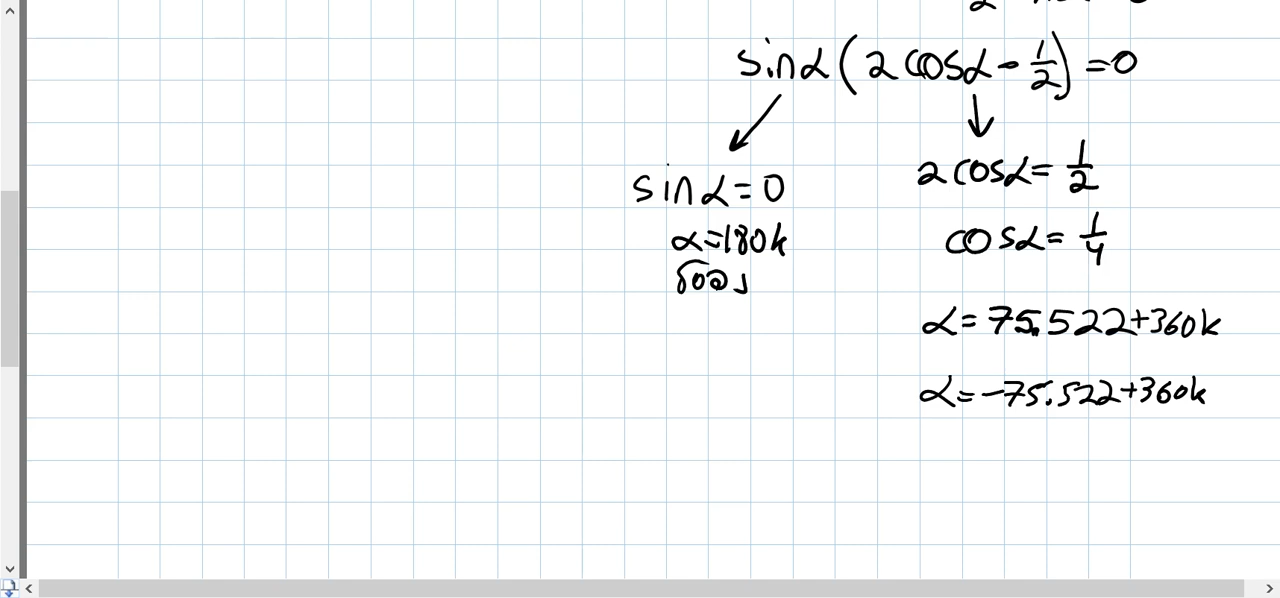 sinα(2cosα-1/2)=0
sinα=0
2cosα=1/2
α=180k
cosα=1/4
α=75.522+360k
α=-75.522+360k